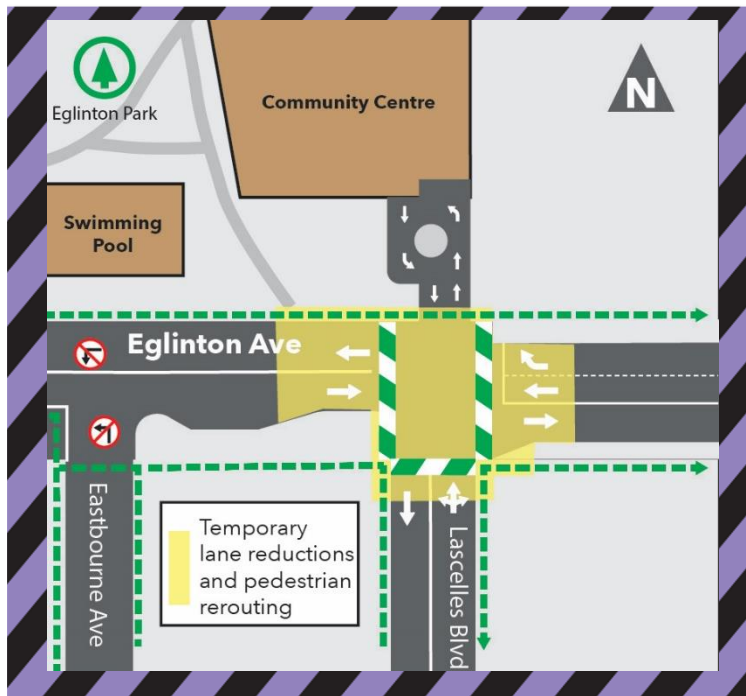 Eglinton Park
Community Centre
N
Swimming
Pool
Eglinton Ave
Eastbourne Ave
Lascelles Blvd
Temporary
lane reductions
and pedestrian
rerouting